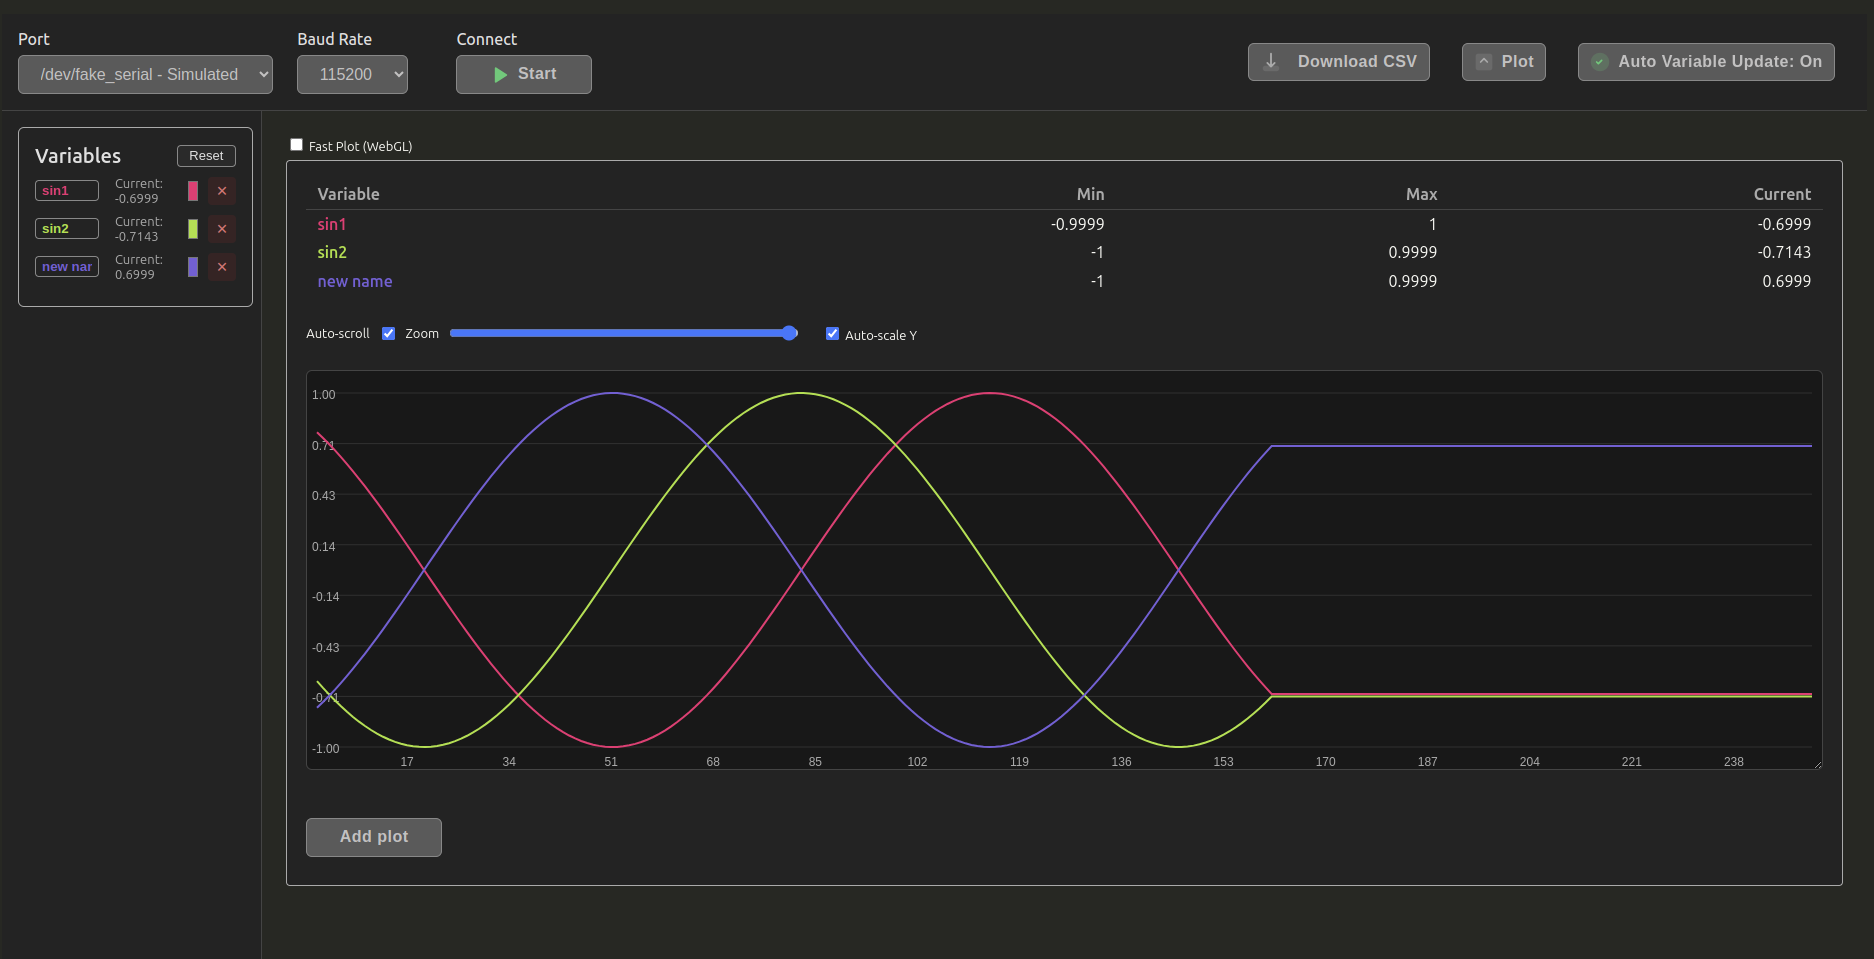 Port
Baud Rate
Connect
/dev/fake_serial - Simulated
115200
Start
Download CSV
Plot
Auto Variable Update: On
Variables
Reset
sin1
Current:
-0.6999
sin2
Current:
-0.7143
new nar
Current:
0.6999
Fast Plot (WebGL)
Variable Min Max Current
sin1 -0.9999 1 -0.6999
sin2 -1 0.9999 -0.7143
new name -1 0.9999 0.6999
Auto-scroll Zoom Auto-scale Y
1.00
0.71
0.43
0.14
-0.14
-0.43
-0.71
-1.00
17 34 51 68 85 102 119 136 153 170 187 204 221 238
Add plot